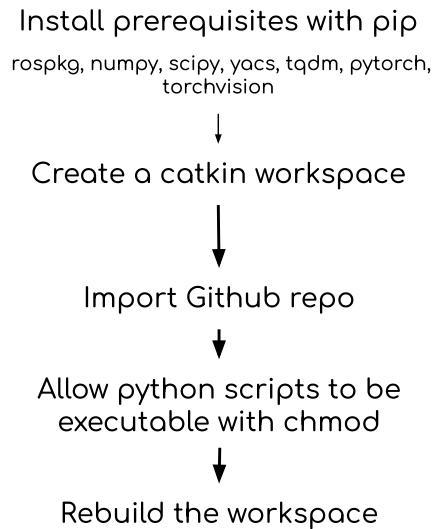 Install prerequisites with pip
rospkg, numpy, scipy, yacs, tqdm, pytorch,
torchvision
Create a catkin workspace
Import Github repo
Allow python scripts to be
executable with chmod
Rebuild the workspace